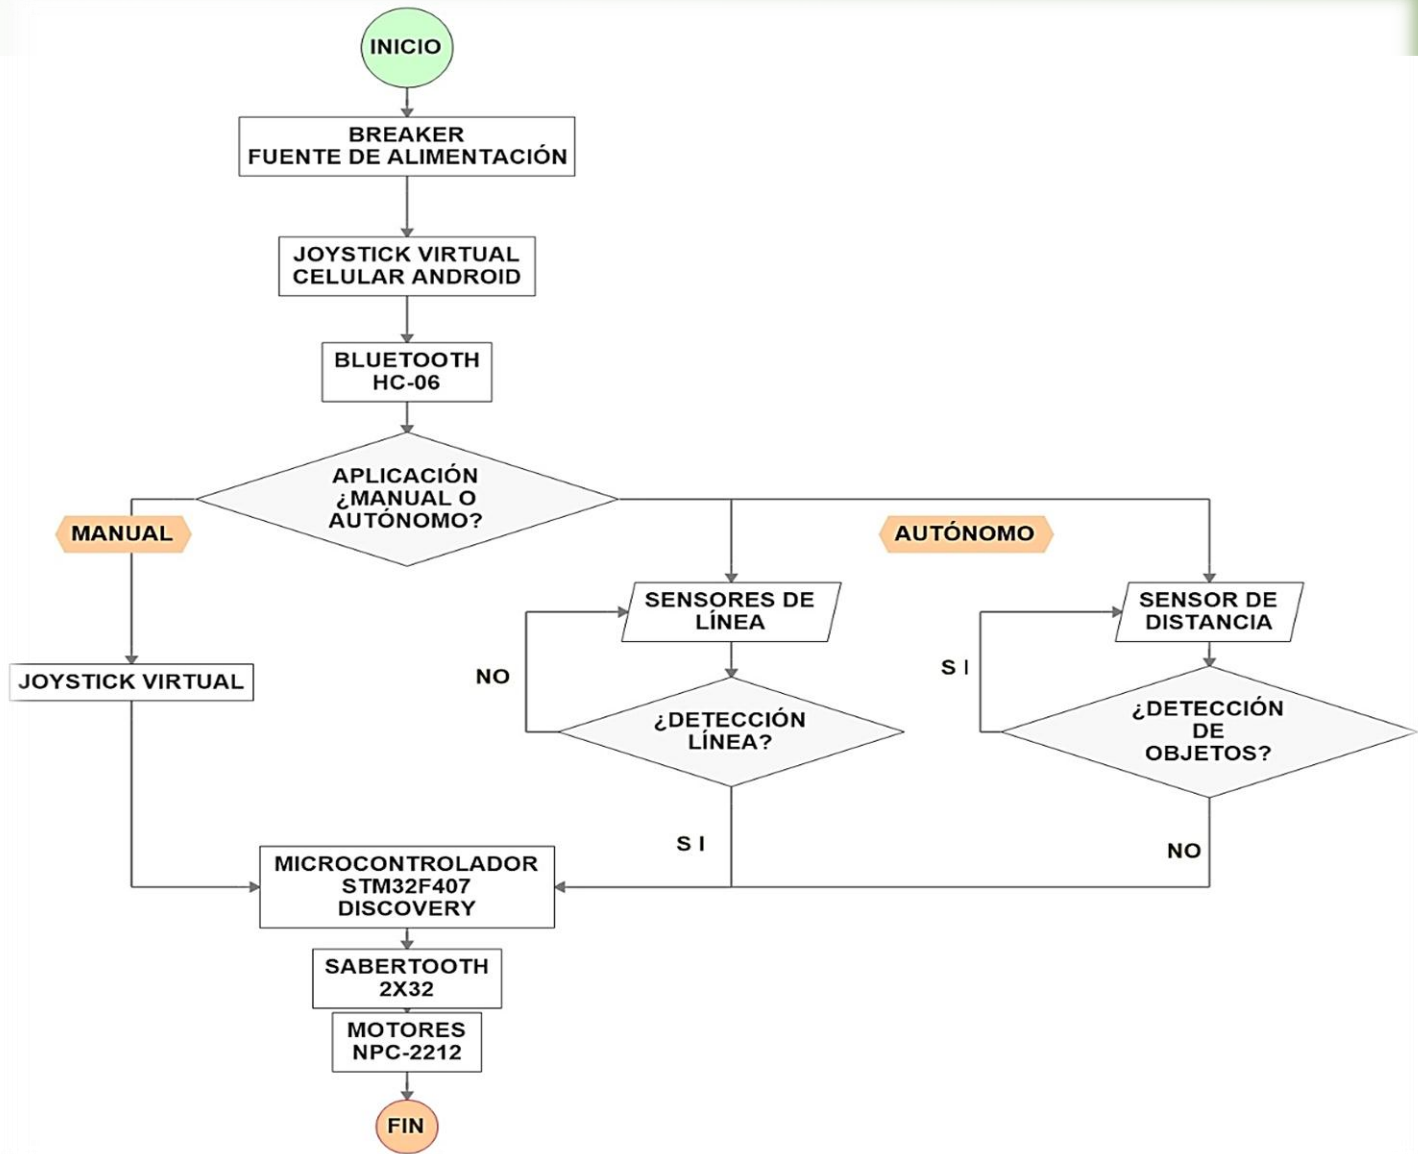 INICIO
BREAKER
FUENTE DE ALIMENTACIÓN
JOYSTICK VIRTUAL
CELULAR ANDROID
BLUETOOTH
HC-06
APLICACIÓN
¿MANUAL O
AUTÓNOMO?
MANUAL
AUTÓNOMO
JOYSTICK VIRTUAL
SENSORES DE
LÍNEA
NO
¿DETECCIÓN
LÍNEA?
S I
SENSOR DE
DISTANCIA
S I
¿DETECCIÓN
DE
OBJETOS?
NO
MICROCONTROLADOR
STM32F407
DISCOVERY
SABERTOOTH
2X32
MOTORES
NPC-2212
FIN